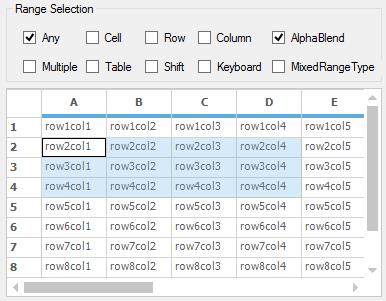 Range Selection
Any Cell Row Column AlphaBlend
Multiple Table Shift Keyboard MixedRangeType
A B C D E
1 row1col1 row1col2 row1col3 row1col4 row1col5
2 row2col1 row2col2 row2col3 row2col4 row2col5
3 row3col1 row3col2 row3col3 row3col4 row3col5
4 row4col1 row4col2 row4col3 row4col4 row4col5
5 row5col1 row5col2 row5col3 row5col4 row5col5
6 row6col1 row6col2 row6col3 row6col4 row6col5
7 row7col1 row7col2 row7col3 row7col4 row7col5
8 row8col1 row8col2 row8col3 row8col4 row8col5